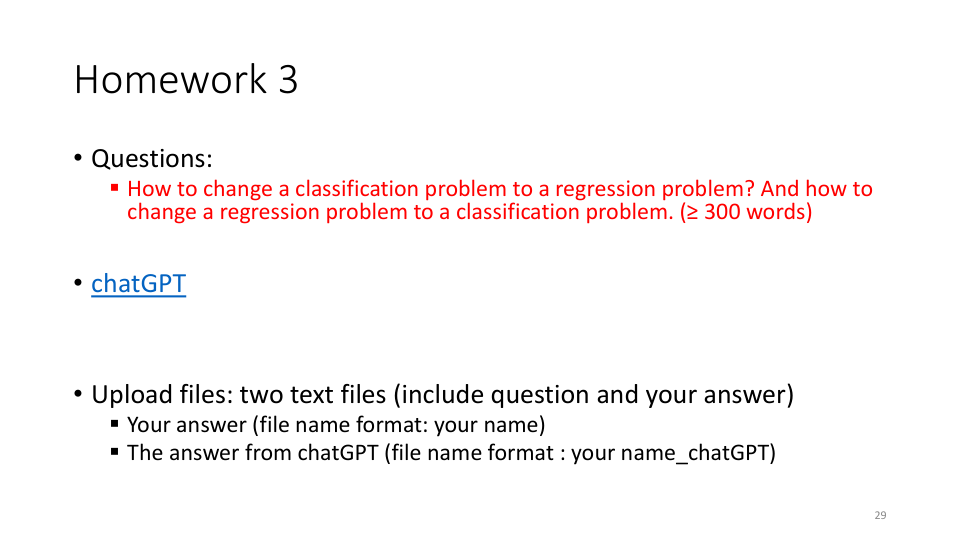 Homework 3
• Questions:
▪ How to change a classification problem to a regression problem? And how to
change a regression problem to a classification problem. (≥ 300 words)
• chatGPT
• Upload files: two text files (include question and your answer)
▪ Your answer (file name format: your name)
▪ The answer from chatGPT (file name format : your name_chatGPT)
29